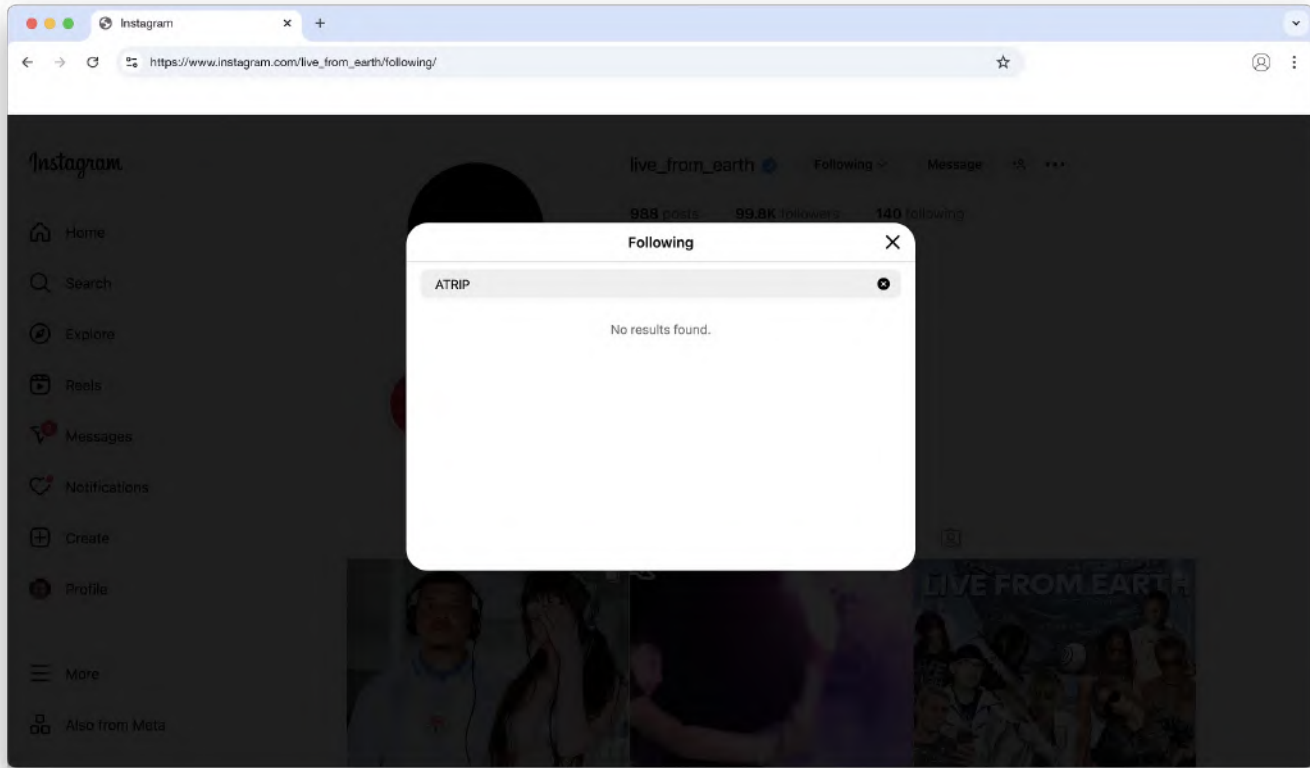 Instagram
https://www.instagram.com/live_from_earth/following/
Instagram
live_from_earth Following Message
988 posts 99.8K followers 140 following
Home
Search
Explore
Reels
Messages
Notifications
Create
Profile
More
Also from Meta
Following
ATRIP
No results found.
LIVE FROM EARTH